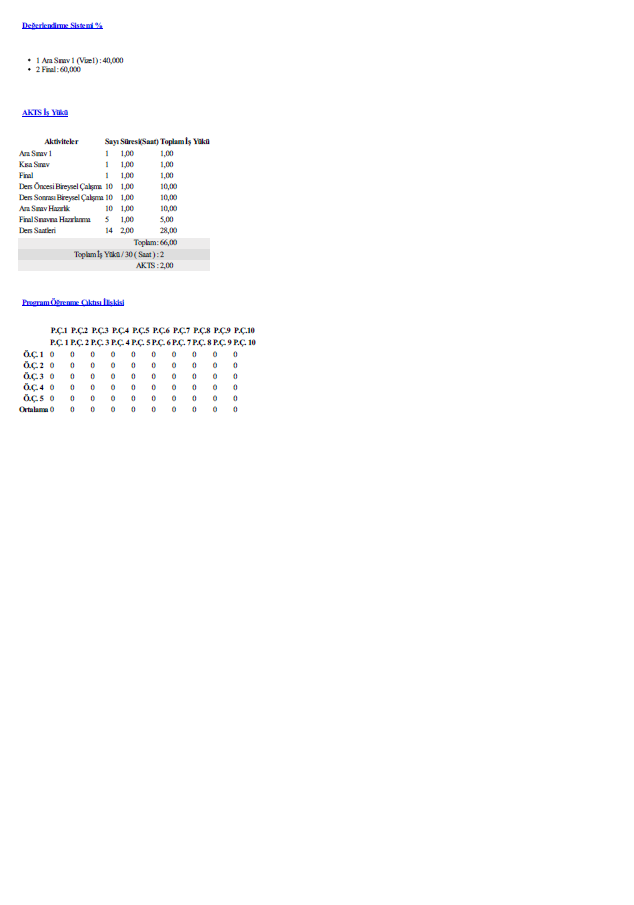 Değerlendirme Sistemi %
• 1 Ara Sınav 1 (Vize1) : 40,000
• 2 Final : 60,000
AKTS İş Yükü
Aktiviteler Sayı Süresi(Saat) Toplam İş Yükü
Ara Sınav 1 1 1,00 1,00
Kısa Sınav 1 1,00 1,00
Final 1 1,00 1,00
Ders Öncesi Bireysel Çalışma 10 1,00 10,00
Ders Sonrası Bireysel Çalışma 10 1,00 10,00
Ara Sınav Hazırlık 10 1,00 10,00
Final Sınavına Hazırlanma 5 1,00 5,00
Ders Saatleri 14 2,00 28,00
Toplam : 66,00
Toplam İş Yükü / 30 ( Saat ) : 2
AKTS : 2,00
Program Öğrenme Çıktısı İlişkisi
P.Ç.1 P.Ç.2 P.Ç.3 P.Ç.4 P.Ç.5 P.Ç.6 P.Ç.7 P.Ç.8 P.Ç.9 P.Ç.10
P.Ç. 1 P.Ç. 2 P.Ç. 3 P.Ç. 4 P.Ç. 5 P.Ç. 6 P.Ç. 7 P.Ç. 8 P.Ç. 9 P.Ç. 10
Ö.Ç. 1 0 0 0 0 0 0 0 0 0 0
Ö.Ç. 2 0 0 0 0 0 0 0 0 0 0
Ö.Ç. 3 0 0 0 0 0 0 0 0 0 0
Ö.Ç. 4 0 0 0 0 0 0 0 0 0 0
Ö.Ç. 5 0 0 0 0 0 0 0 0 0 0
Ortalama 0 0 0 0 0 0 0 0 0 0